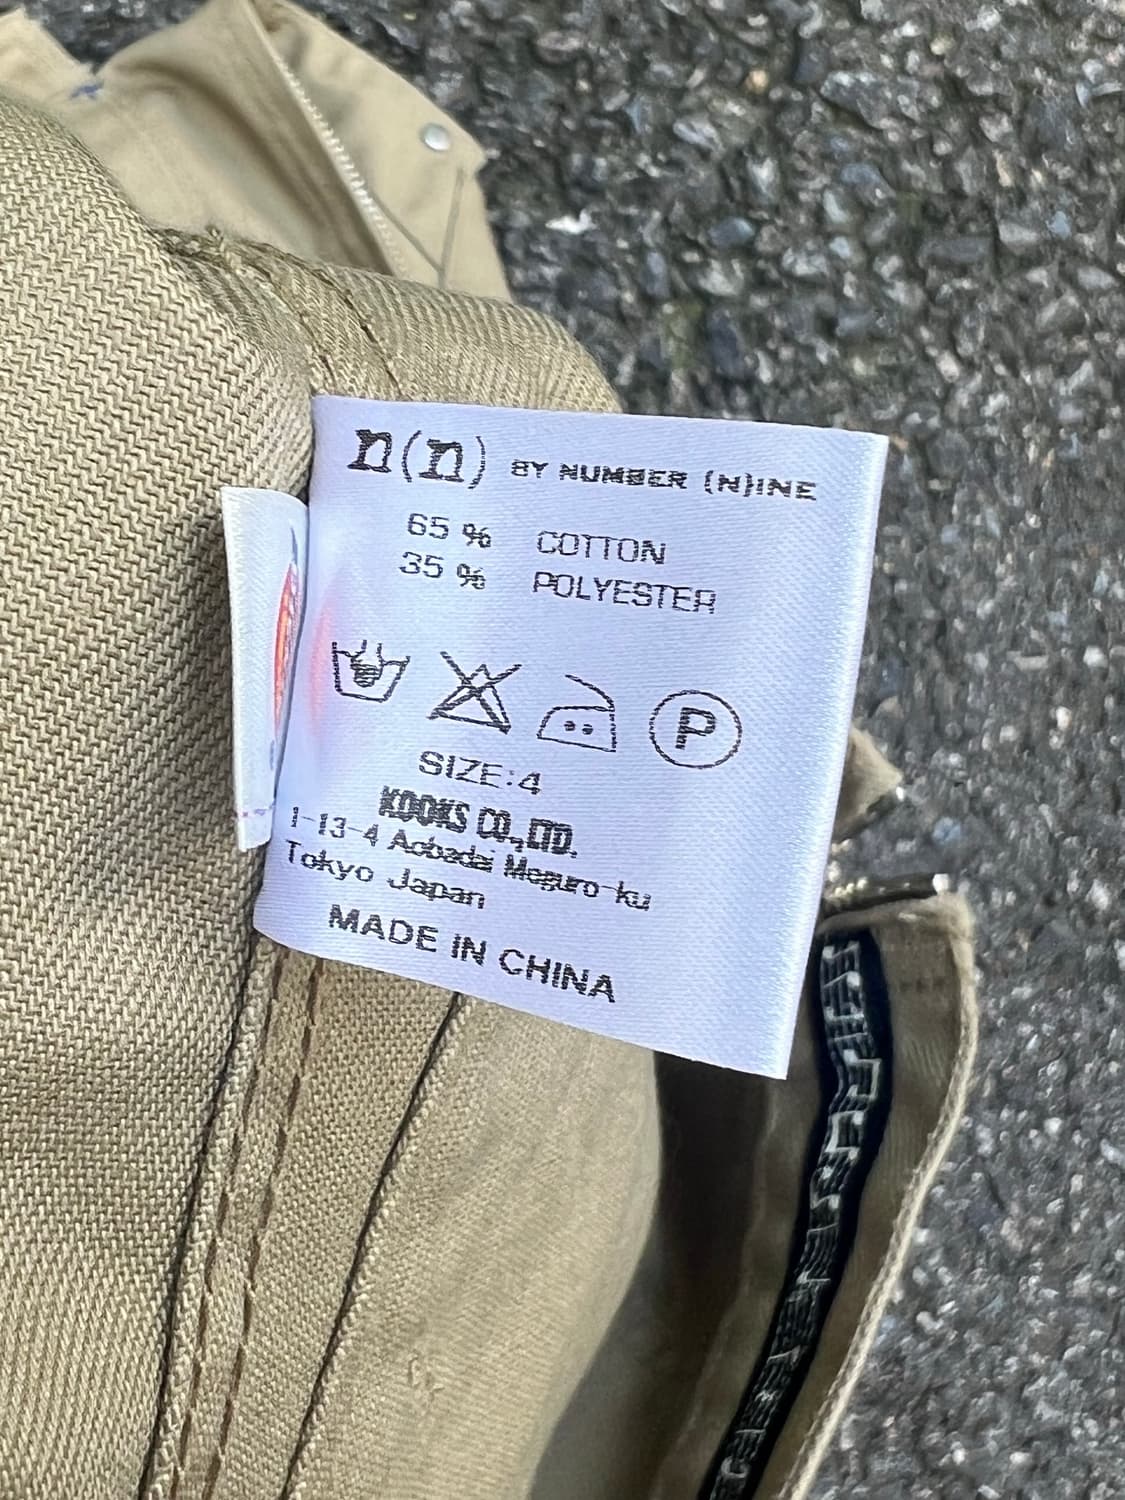 n(n) BY NUMBER (N)INE
65 % COTTON
35 % POLYESTER
P
SIZE:4
KOOKS CO.,LTD.
1-13-4 Aobadai Meguro-ku
Tokyo Japan
MADE IN CHINA